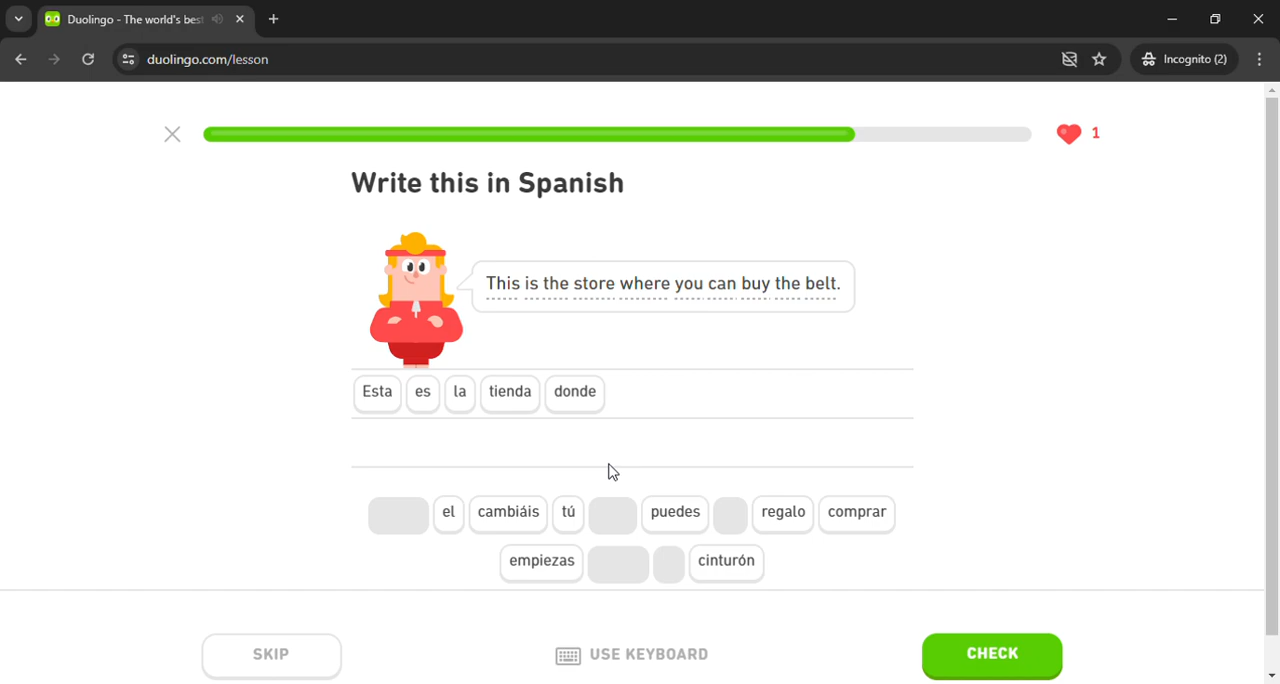 Duolingo - The world's best
duolingo.com/lesson
Incognito (2)
1
Write this in Spanish
This is the store where you can buy the belt.
Esta es la tienda donde
el cambiáis tú puedes regalo comprar
empiezas cinturón
SKIP USE KEYBOARD CHECK